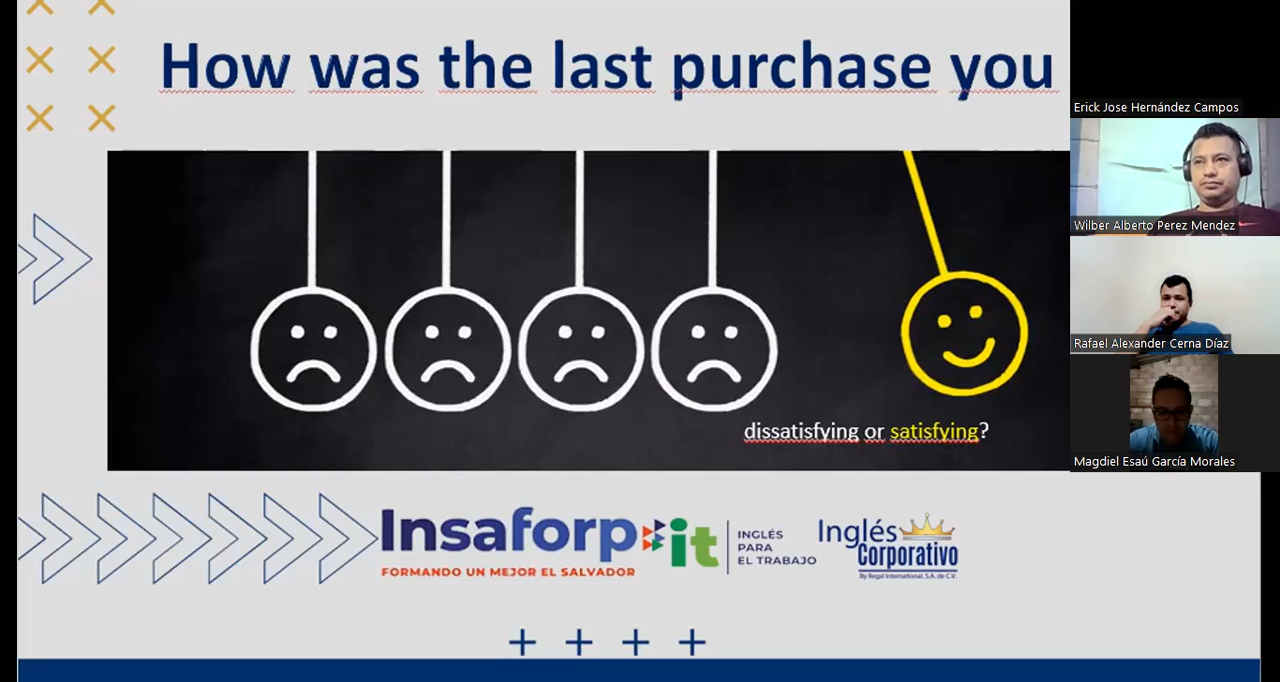 How was the last purchase you
dissatisfying or satisfying?
Insaforp
FORMANDO UN MEJOR EL SALVADOR
it
INGLÉS
PARA
EL TRABAJO
Inglés
Corporativo
By Regal International, S.A. de C.V.
Erick Jose Hernández Campos
Wilber Alberto Perez Mendez
Rafael Alexander Cerna Díaz
Magdiel Esaú García Morales